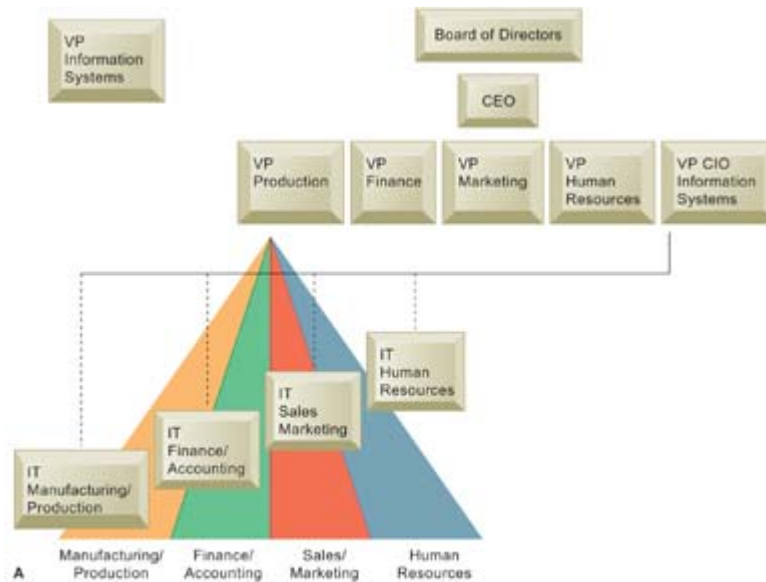 VP
Information
Systems
Board of Directors
CEO
VP
Production
VP
Finance
VP
Marketing
VP
Human
Resources
VP CIO
Information
Systems
IT
Human
Resources
IT
Sales
Marketing
IT
Finance/
Accounting
IT
Manufacturing/
Production
A
Manufacturing/
Production
Finance/
Accounting
Sales/
Marketing
Human
Resources